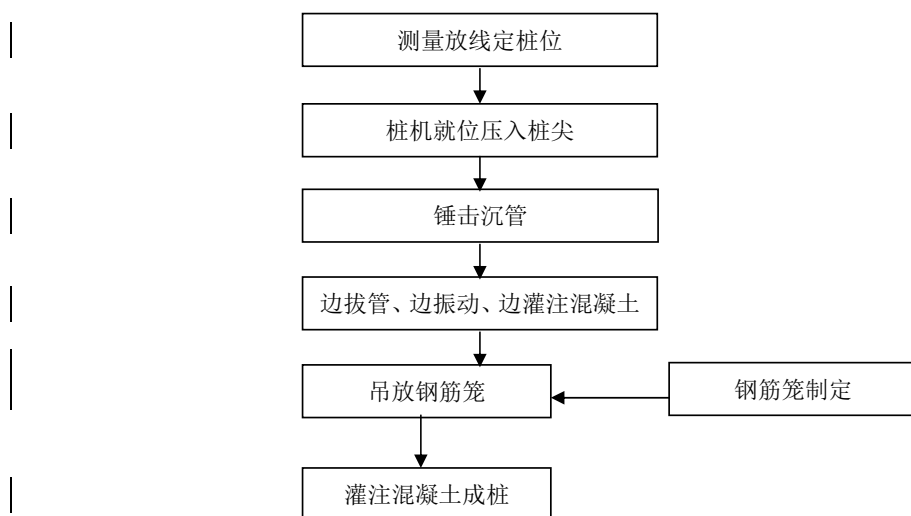 测量放线定桩位
桩机就位压入桩尖
锤击沉管
边拔管、边振动、边灌注混凝土
吊放钢筋笼
钢筋笼制定
灌注混凝土成桩